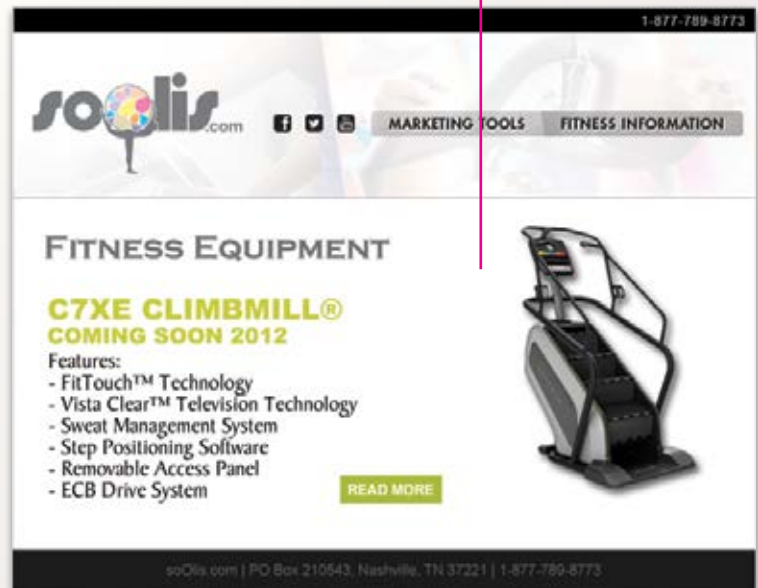 1-877-789-8773
soOlis.com
MARKETING TOOLS FITNESS INFORMATION
FITNESS EQUIPMENT
C7XE CLIMBMILL®
COMING SOON 2012
Features:
- FitTouch™ Technology
- Vista Clear™ Television Technology
- Sweat Management System
- Step Positioning Software
- Removable Access Panel
- ECB Drive System
READ MORE
soOlis.com | PO Box 210543, Nashville, TN 37221 | 1-877-789-8773